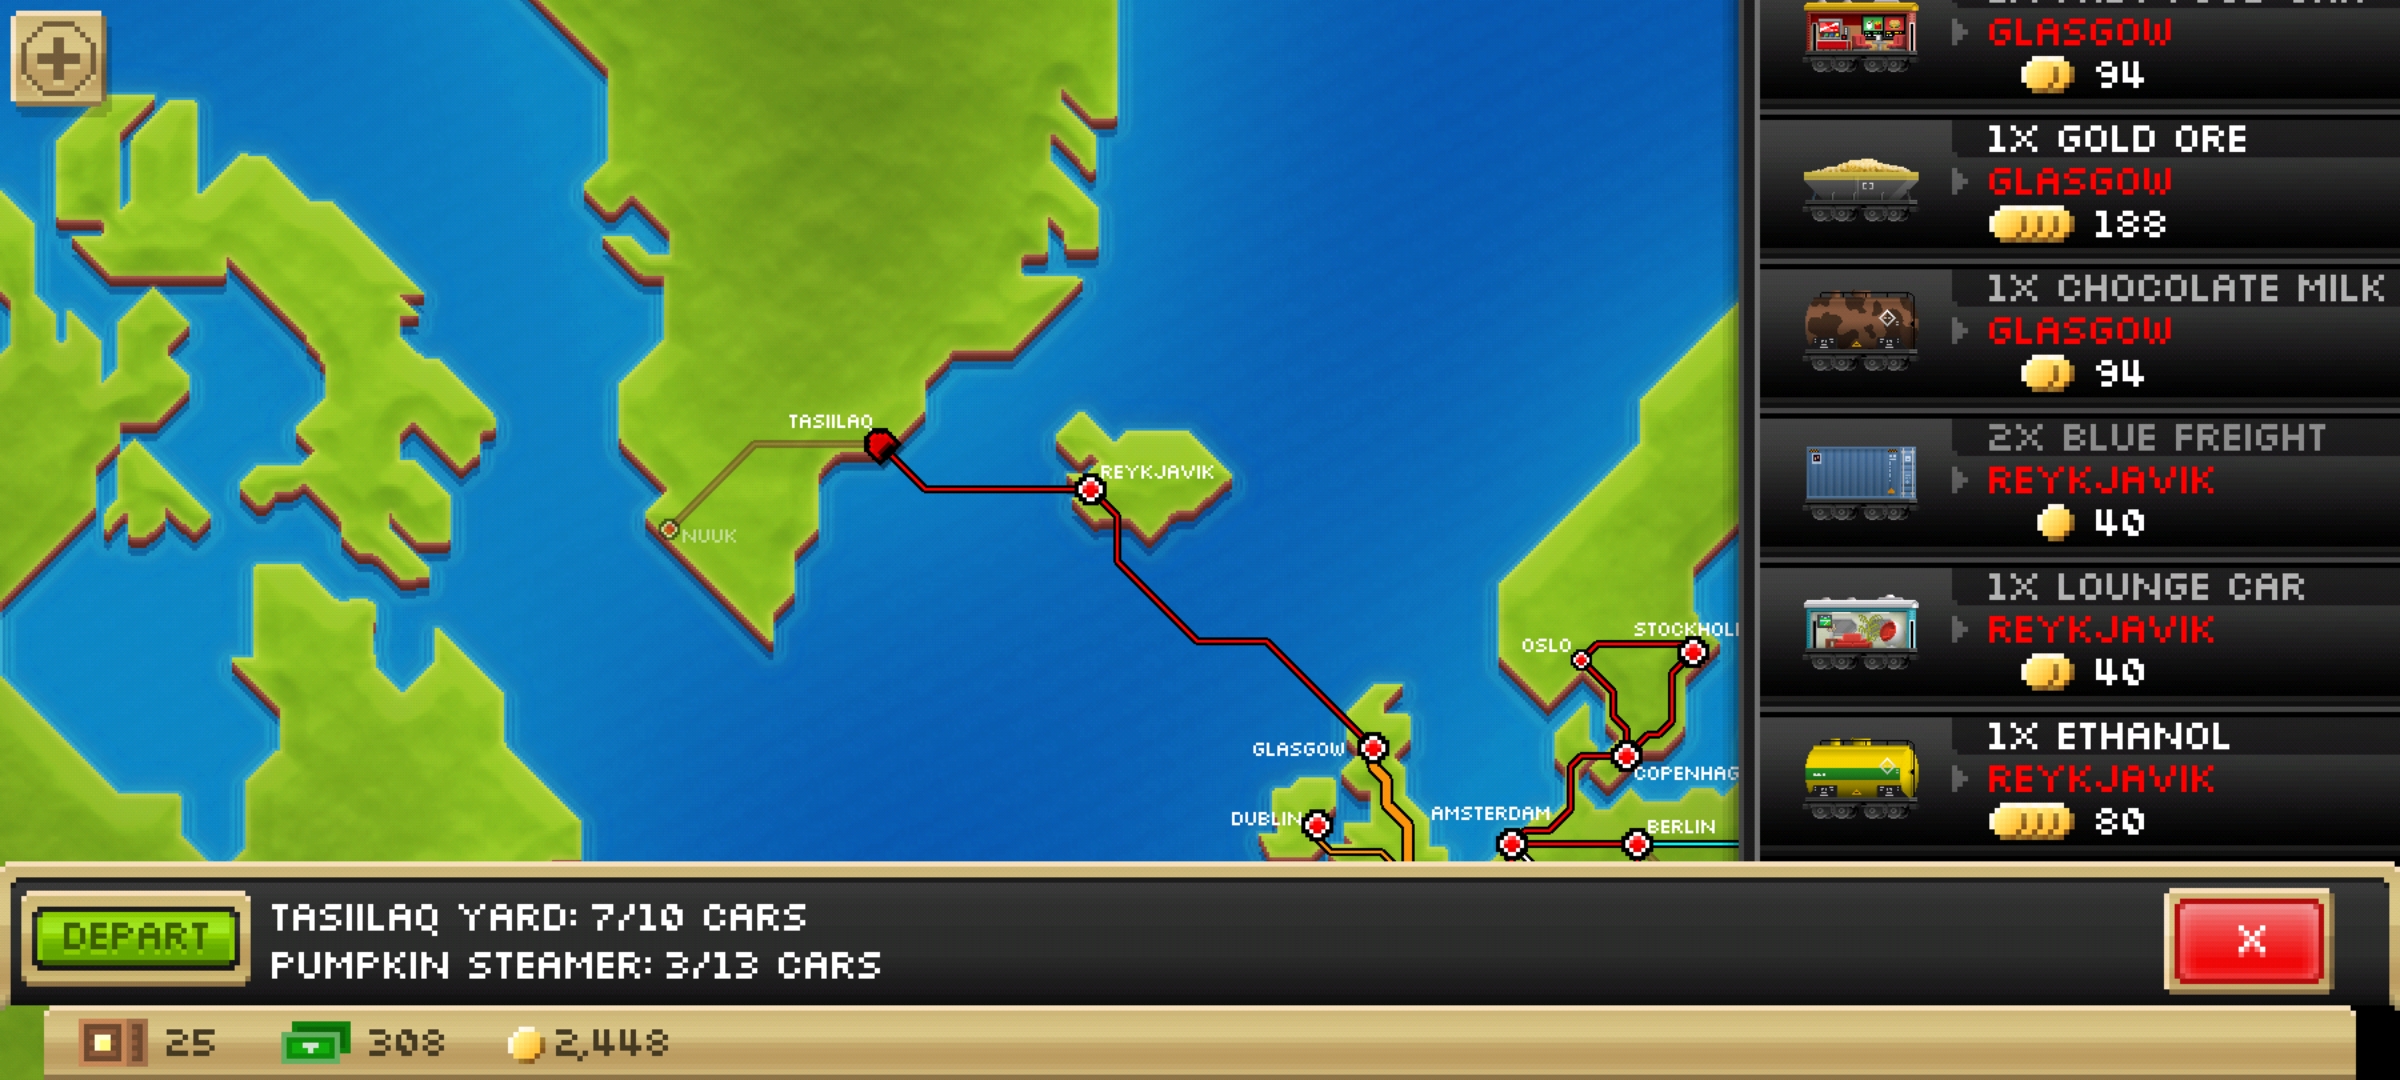 GLASGOW
94
1X GOLD ORE
GLASGOW
188
1X CHOCOLATE MILK
GLASGOW
94
2X BLUE FREIGHT
REYKJAVIK
40
1X LOUNGE CAR
REYKJAVIK
40
1X ETHANOL
REYKJAVIK
80
TASIILAQ
REYKJAVIK
NUUK
OSLO
STOCKHOL
GLASGOW
COPENHAG
DUBLIN
AMSTERDAM
BERLIN
DEPART
TASIILAQ YARD: 7/10 CARS
PUMPKIN STEAMER: 3/13 CARS
X
25
308
2,448